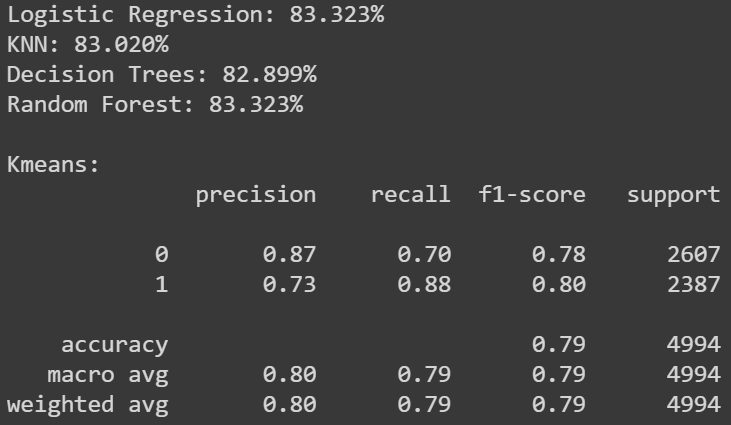 Logistic Regression: 83.323%
KNN: 83.020%
Decision Trees: 82.899%
Random Forest: 83.323%
Kmeans:
precision recall f1-score support
0 0.87 0.70 0.78 2607
1 0.73 0.88 0.80 2387
accuracy 0.79 4994
macro avg 0.80 0.79 0.79 4994
weighted avg 0.80 0.79 0.79 4994